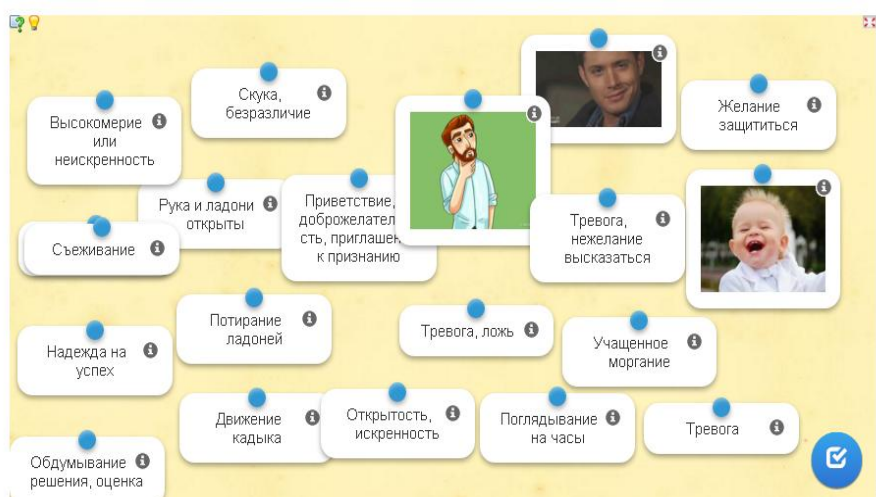 Скука,
безразличие
Высокомерие
или
неискренность
Желание
защититься
Рука и ладони
открыты
Приветствие,
доброжелател
сть, приглашен
к признанию
Тревога,
нежелание
высказаться
Съеживание
Потирание
ладоней
Тревога, ложь
Учащенное
моргание
Надежда на
успех
Движение
кадыка
Открытость,
искренность
Поглядывание
на часы
Тревога
Обдумывание
решения, оценка